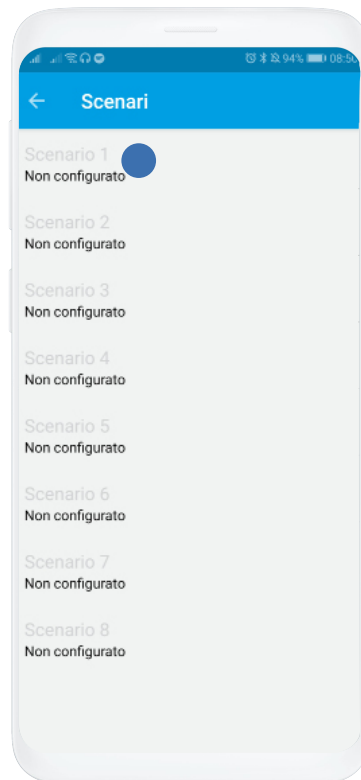 94% 08:50
Scenari
Scenario 1
Non configurato
Scenario 2
Non configurato
Scenario 3
Non configurato
Scenario 4
Non configurato
Scenario 5
Non configurato
Scenario 6
Non configurato
Scenario 7
Non configurato
Scenario 8
Non configurato